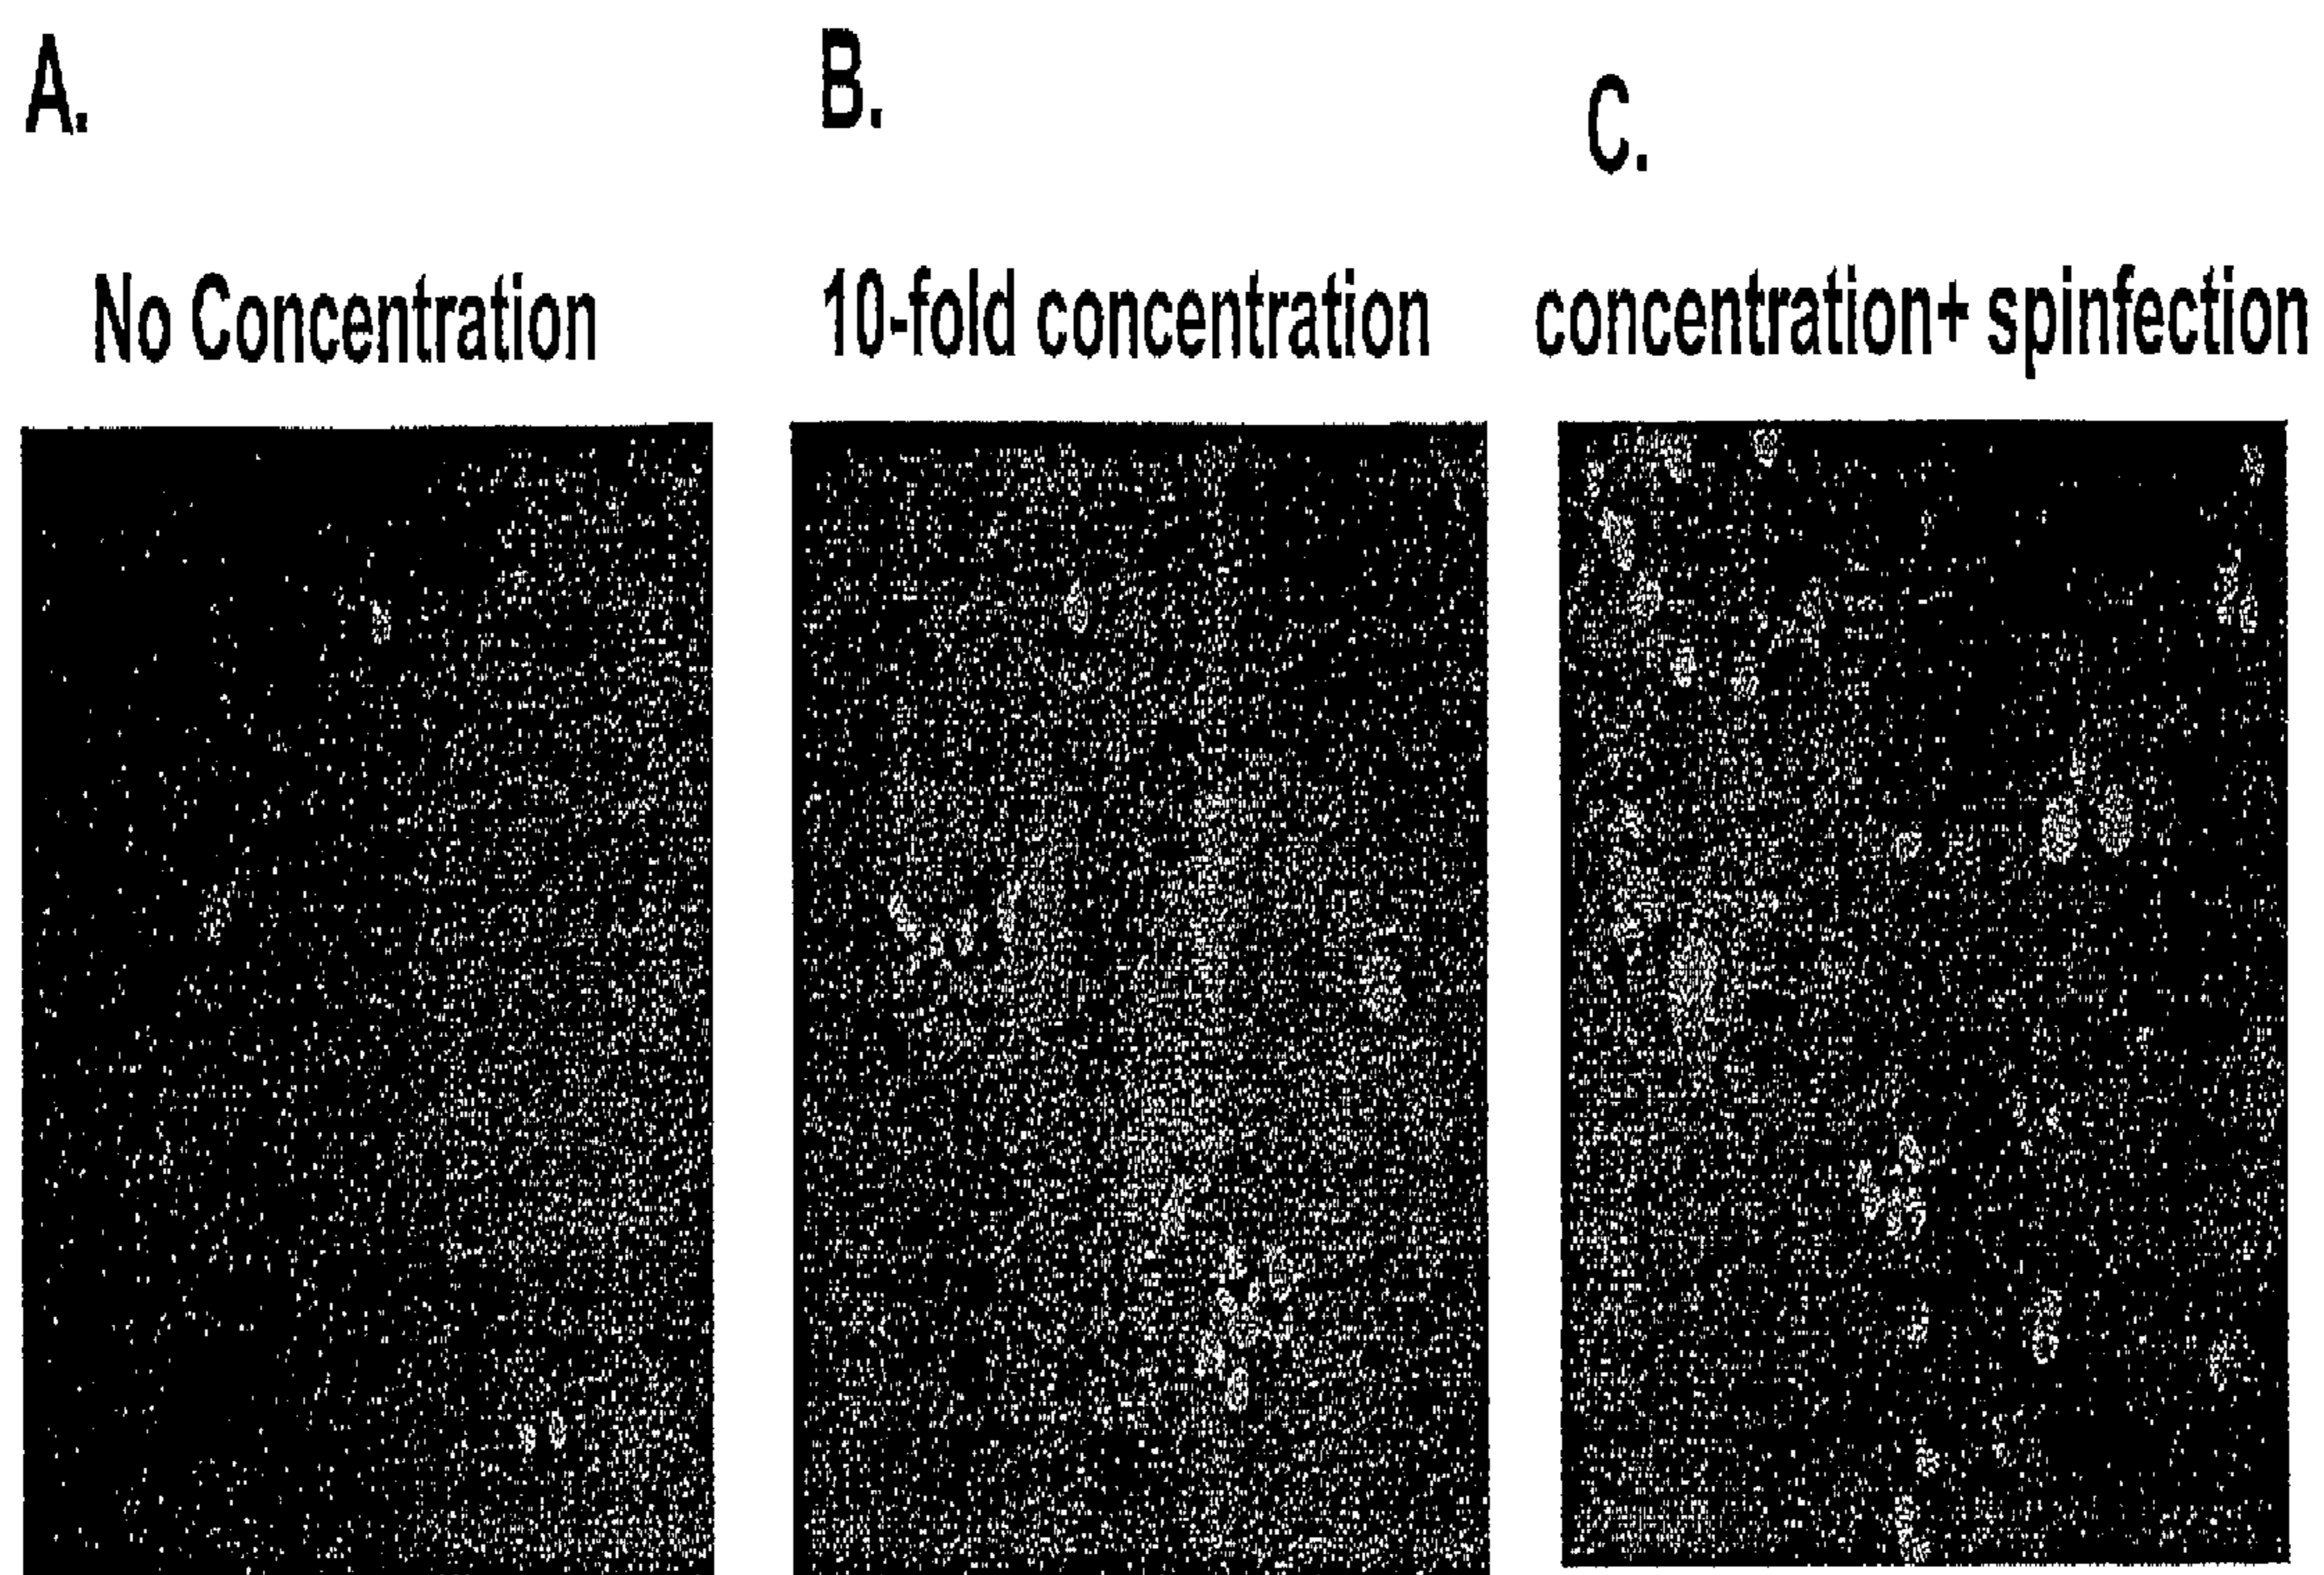 A.
B.
C.
No Concentration
10-fold concentration
concentration+ spinfection